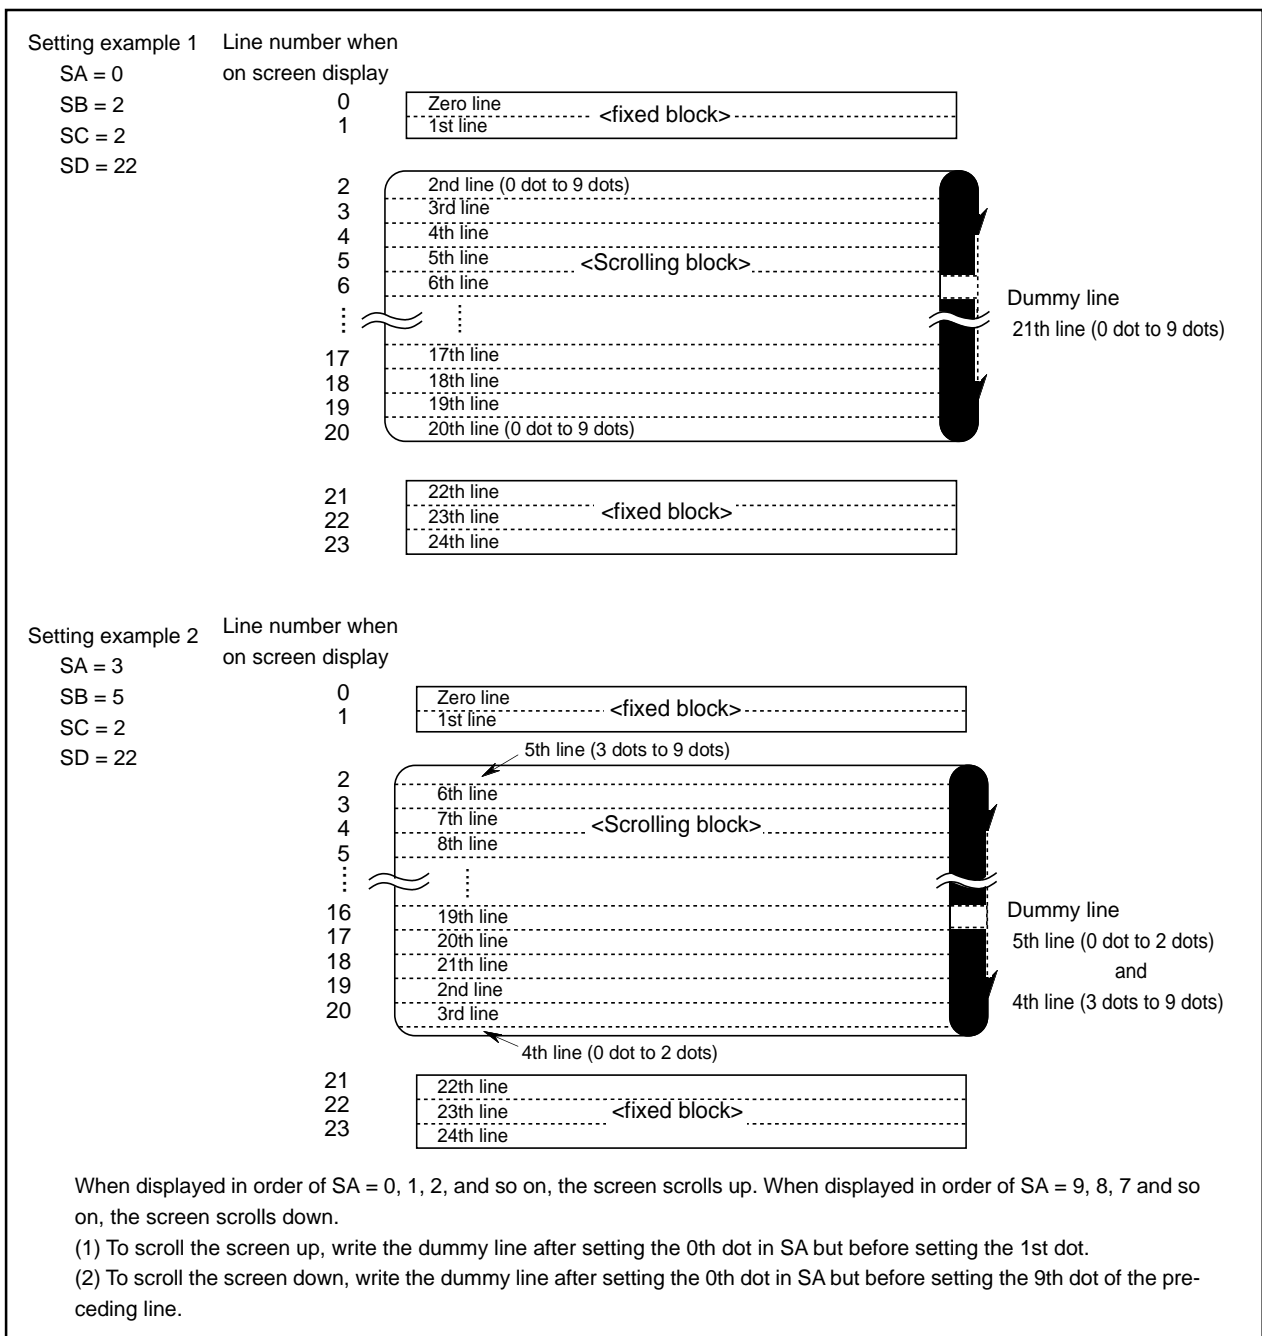 Setting example 1
SA = 0
SB = 2
SC = 2
SD = 22
Line number when
on screen display
0
1
Zero line
1st line
<fixed block>
2
3
4
5
6
17
18
19
20
2nd line (0 dot to 9 dots)
3rd line
4th line
5th line
<Scrolling block>
6th line
17th line
18th line
19th line
20th line (0 dot to 9 dots)
Dummy line
21th line (0 dot to 9 dots)
21
22
23
22th line
23th line
<fixed block>
24th line
Setting example 2
SA = 3
SB = 5
SC = 2
SD = 22
Line number when
on screen display
0
1
Zero line
1st line
<fixed block>
5th line (3 dots to 9 dots)
2
3
4
5
16
17
18
19
20
6th line
7th line
<Scrolling block>
8th line
19th line
20th line
21th line
2nd line
3rd line
4th line (0 dot to 2 dots)
Dummy line
5th line (0 dot to 2 dots)
and
4th line (3 dots to 9 dots)
21
22
23
22th line
23th line
<fixed block>
24th line
When displayed in order of SA = 0, 1, 2, and so on, the screen scrolls up. When displayed in order of SA = 9, 8, 7 and so
on, the screen scrolls down.
(1) To scroll the screen up, write the dummy line after setting the 0th dot in SA but before setting the 1st dot.
(2) To scroll the screen down, write the dummy line after setting the 0th dot in SA but before setting the 9th dot of the pre-
ceding line.